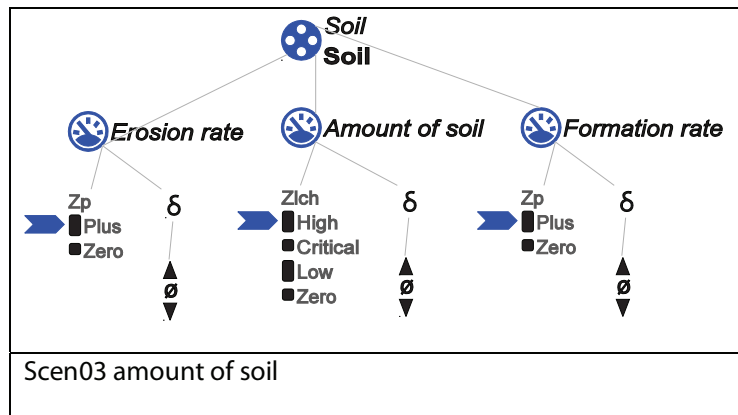 Soil
Soil
Erosion rate
Amount of soil
Formation rate
Zp
Plus
Zero
δ
ø
Zlch
High
Critical
Low
Zero
δ
ø
Zp
Plus
Zero
δ
ø
Scen03 amount of soil